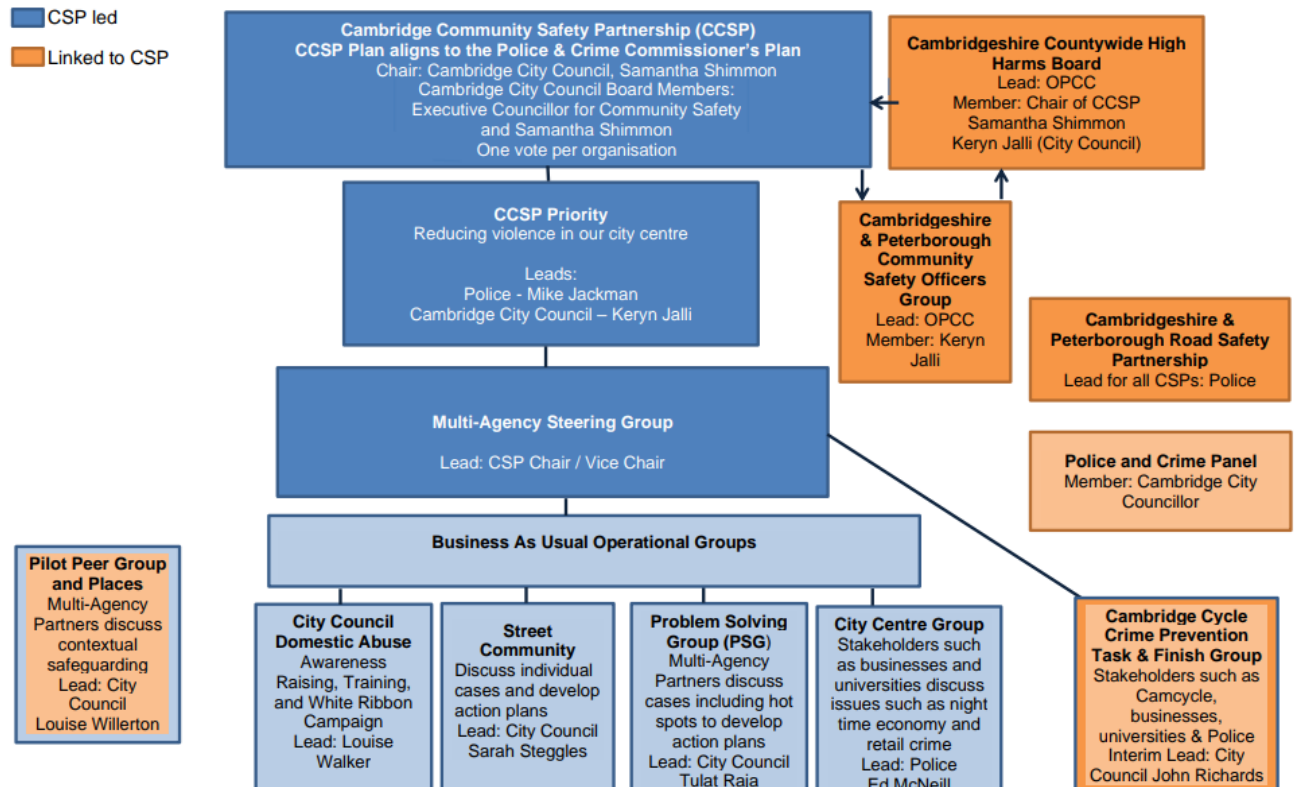 CSP led
Linked to CSP
Cambridge Community Safety Partnership (CCSP)
CCSP Plan aligns to the Police & Crime Commissioner's Plan
Chair: Cambridge City Council, Samantha Shimmon
Cambridge City Council Board Members:
Executive Councillor for Community Safety
and Samantha Shimmon
One vote per organisation
Cambridgeshire Countywide High
Harms Board
Lead: OPCC
Member: Chair of CCSP
Samantha Shimmon
Keryn Jalli (City Council)
CCSP Priority
Reducing violence in our city centre
Leads:
Police - Mike Jackman
Cambridge City Council – Keryn Jalli
Cambridgeshire
& Peterborough
Community
Safety Officers
Group
Lead: OPCC
Member: Keryn
Jalli
Cambridgeshire &
Peterborough Road Safety
Partnership
Lead for all CSPs: Police
Multi-Agency Steering Group
Lead: CSP Chair / Vice Chair
Police and Crime Panel
Member: Cambridge City
Councillor
Business As Usual Operational Groups
Pilot Peer Group
and Places
Multi-Agency
Partners discuss
contextual
safeguarding
Lead: City
Council
Louise Willerton
City Council
Domestic Abuse
Awareness
Raising, Training,
and White Ribbon
Campaign
Lead: Louise
Walker
Street
Community
Discuss individual
cases and develop
action plans
Lead: City Council
Sarah Steggles
Problem Solving
Group (PSG)
Multi-Agency
Partners discuss
cases including hot
spots to develop
action plans
Lead: City Council
Tulat Raja
City Centre Group
Stakeholders such
as businesses and
universities discuss
issues such as night
time economy and
retail crime
Lead: Police
Ed McNeill
Cambridge Cycle
Crime Prevention
Task & Finish Group
Stakeholders such as
Camcycle,
businesses,
universities & Police
Interim Lead: City
Council John Richards